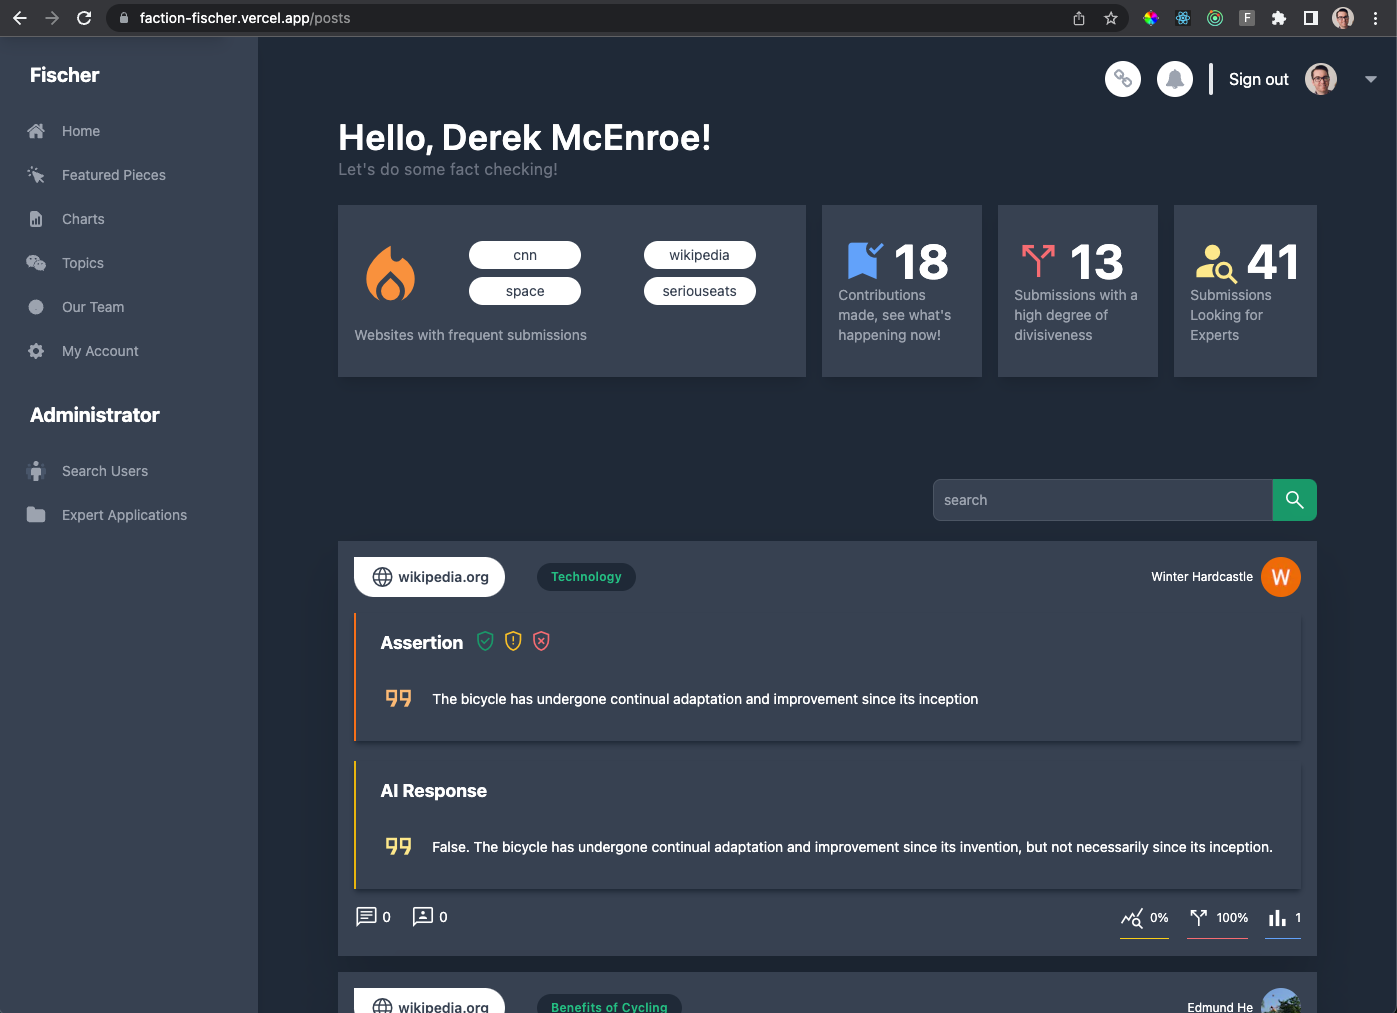 faction-fischer.vercel.app/posts
F
Fischer
Home
Featured Pieces
Charts
Topics
Our Team
My Account
Administrator
Search Users
Expert Applications
Sign out
Hello, Derek McEnroe!
Let's do some fact checking!
cnn
wikipedia
space
seriouseats
Websites with frequent submissions
18
Contributions
made, see what's
happening now!
13
Submissions with a
high degree of
divisiveness
41
Submissions
Looking for
Experts
search
wikipedia.org
Technology
Winter Hardcastle
W
Assertion
The bicycle has undergone continual adaptation and improvement since its inception
AI Response
False. The bicycle has undergone continual adaptation and improvement since its invention, but not necessarily since its inception.
0
0
0%
100%
1
wikipedia.org
Benefits of Cycling
Edmund He